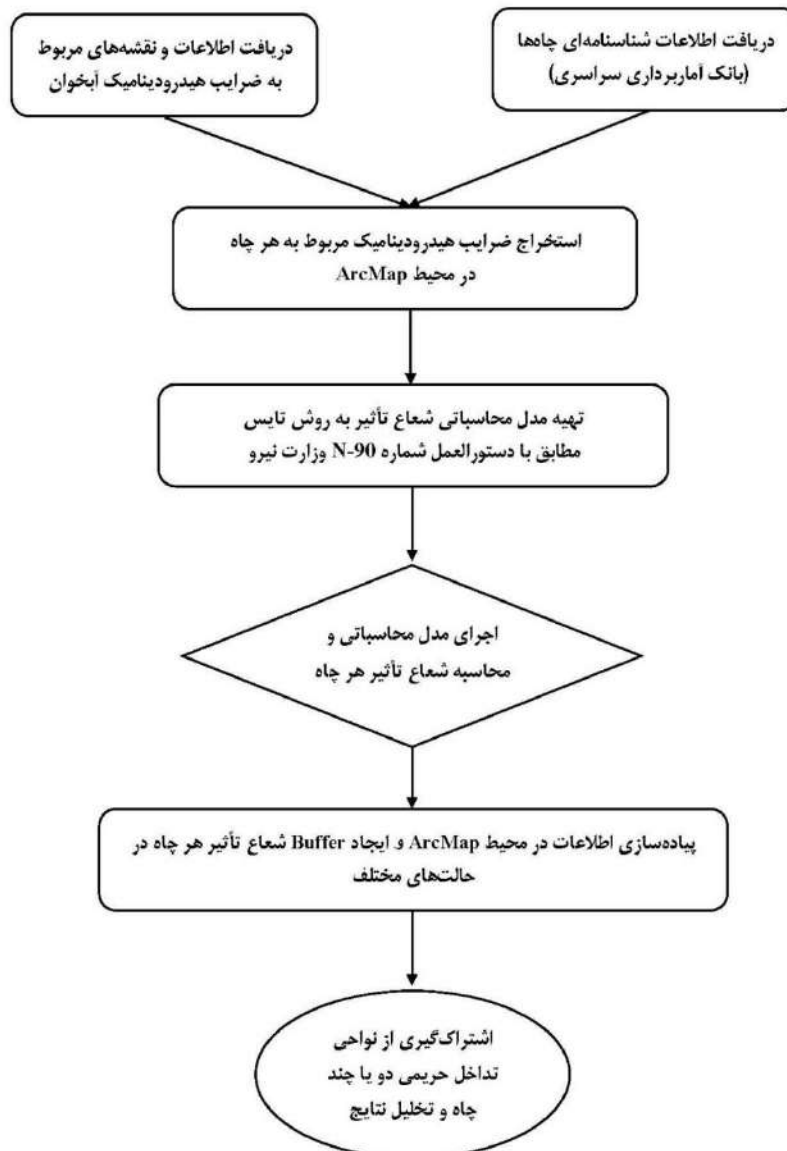 دریافت اطلاعات شناسنامه‌ای چاه‌ها
(بانک آماربرداری سراسری)
دریافت اطلاعات و نقشه‌های مربوط
به ضرایب هیدرودینامیک آبخوان
استخراج ضرایب هیدرودینامیک مربوط به هر چاه
در محیط ArcMap
تهیه مدل محاسباتی شعاع تأثیر به روش تایس
مطابق با دستورالعمل شماره N-90 وزارت نیرو
اجرای مدل محاسباتی و
محاسبه شعاع تأثیر هر چاه
پیاده‌سازی اطلاعات در محیط ArcMap و ایجاد Buffer شعاع تأثیر هر چاه در
حالت‌های مختلف
اشتراک‌گیری از نواحی
تداخل حریمی دو یا چند
چاه و تخلیل نتایج